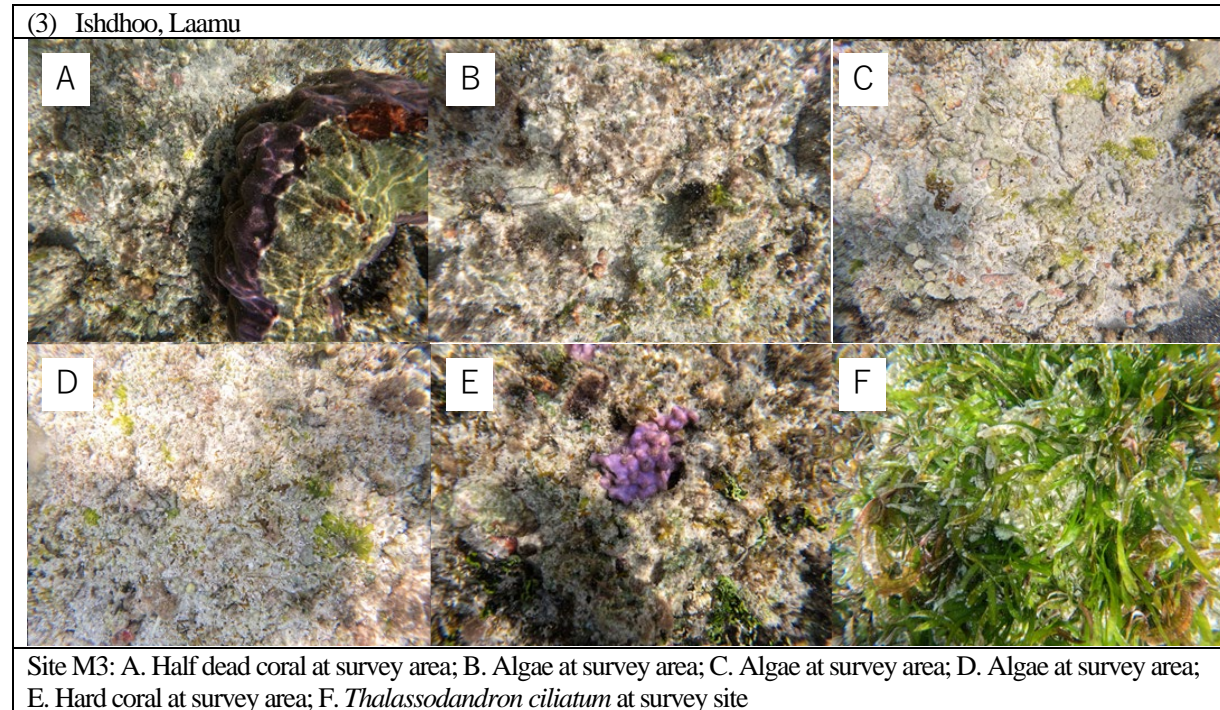 (3) Ishdhoo, Laamu
A
B
C
D
E
F
Site M3: A. Half dead coral at survey area; B. Algae at survey area; C. Algae at survey area; D. Algae at survey area;
E. Hard coral at survey area; F. Thalassodandron ciliatum at survey site